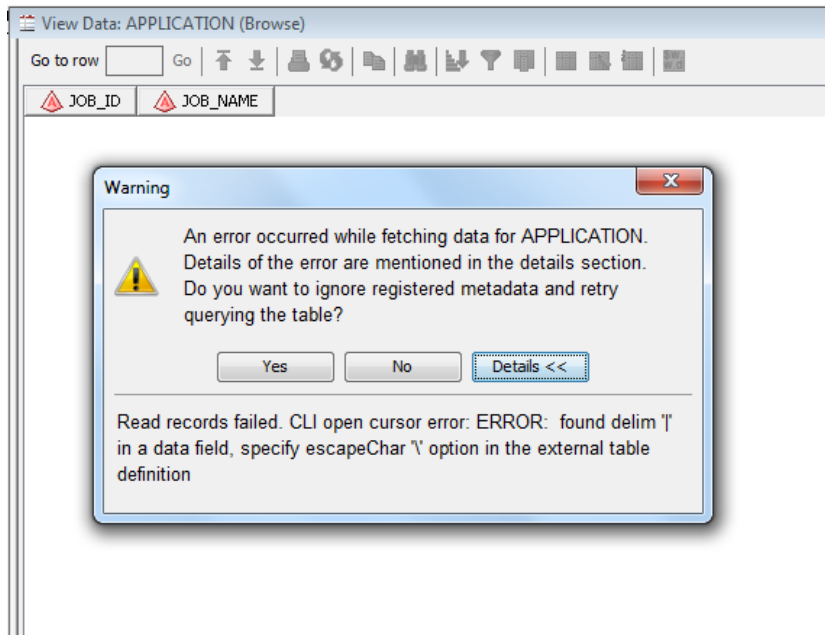 View Data: APPLICATION (Browse)
Go to row Go
JOB_ID JOB_NAME
Warning
An error occurred while fetching data for APPLICATION.
Details of the error are mentioned in the details section.
Do you want to ignore registered metadata and retry
querying the table?
Yes No Details <<
Read records failed. CLI open cursor error: ERROR:  found delim '|'
in a data field, specify escapeChar '\' option in the external table
definition